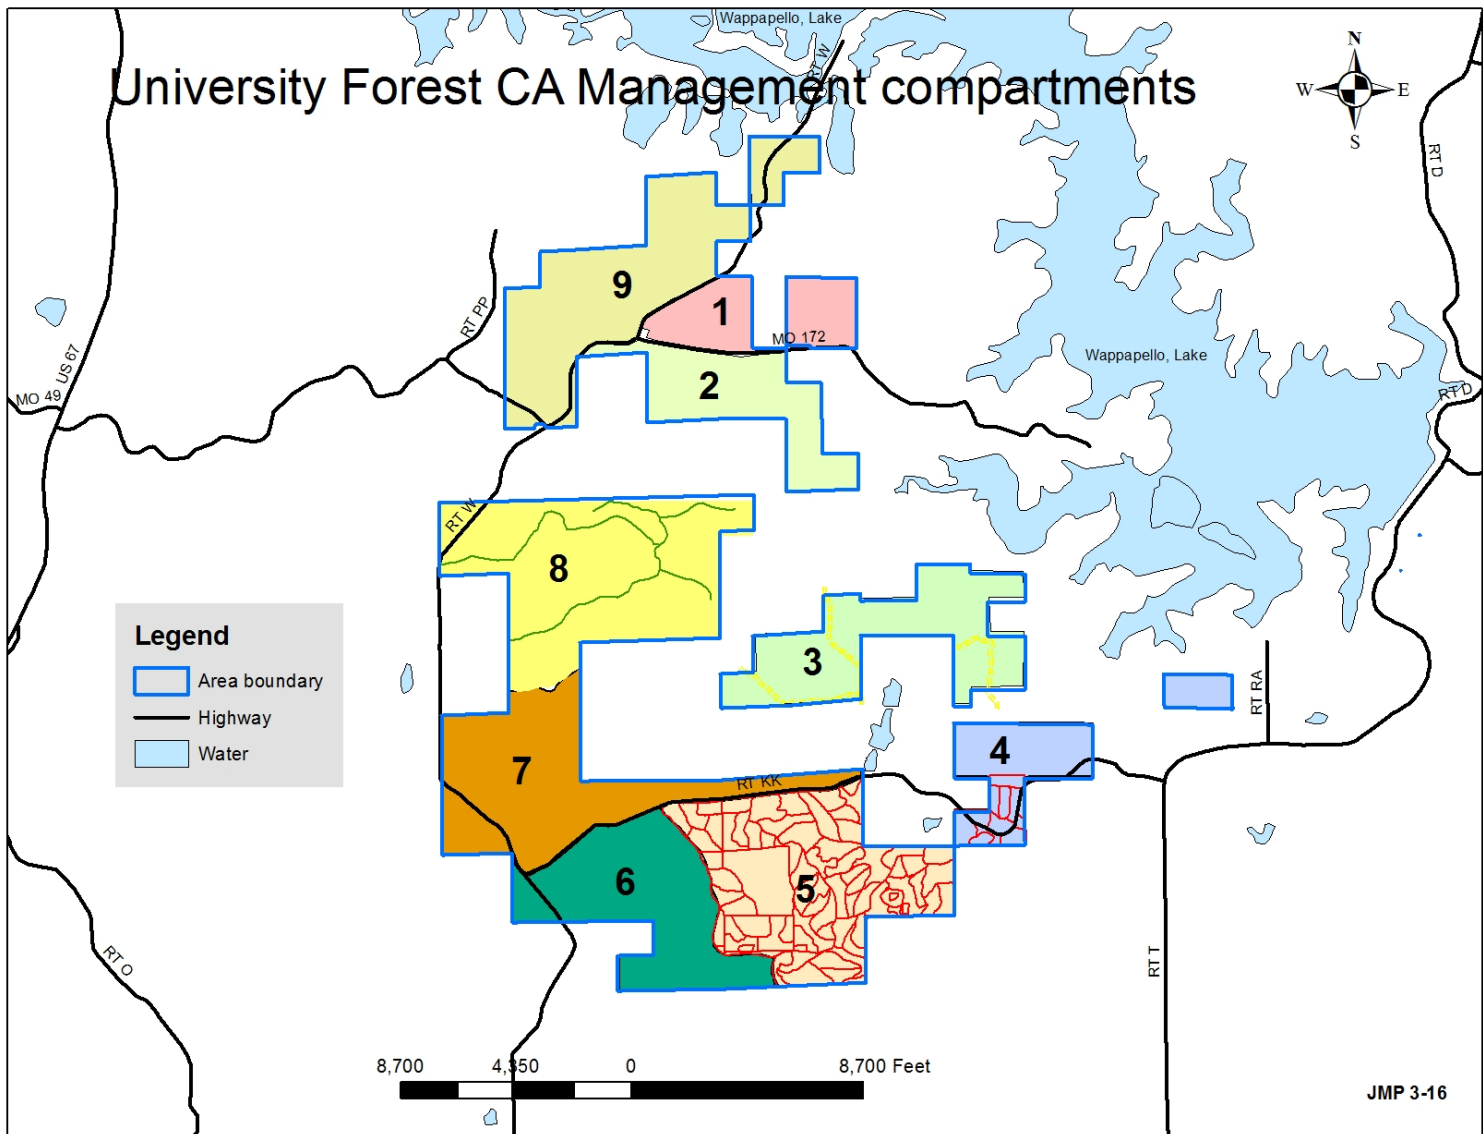 Wappapello, Lake
RT W
University Forest CA Management compartments
N
W E
S
RT D
9
1
RT PP
MO 172
US 67
Wappapello, Lake
2
MO 49
RT D
RT W
8
Legend
Area boundary
Highway
Water
3
RT RA
4
7
RT KK
6
5
RT O
RT T
8,700 4,350 0 8,700 Feet
JMP 3-16